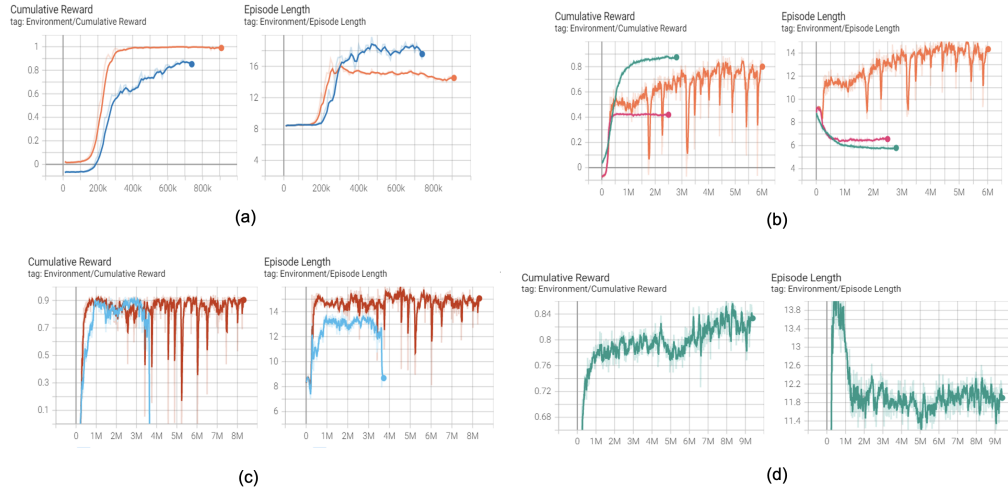 Cumulative Reward
tag: Environment/Cumulative Reward
1
0.8
0.6
0.4
0.2
0
0
200k
400k
600k
800k
Episode Length
tag: Environment/Episode Length
16
12
8
4
0
200k
400k
600k
800k
(a)
Cumulative Reward
tag: Environment/Cumulative Reward
0.8
0.6
0.4
0.2
0
0
1M
2M
3M
4M
5M
6M
Episode Length
tag: Environment/Episode Length
14
12
10
8
6
4
0
1M
2M
3M
4M
5M
6M
(b)
Cumulative Reward
tag: Environment/Cumulative Reward
0.9
0.7
0.5
0.3
0.1
0
1M
2M
3M
4M
5M
6M
7M
8M
Episode Length
tag: Environment/Episode Length
14
12
10
8
6
0
1M
2M
3M
4M
5M
6M
7M
8M
(c)
Cumulative Reward
tag: Environment/Cumulative Reward
0.84
0.8
0.76
0.72
0.68
0
1M
2M
3M
4M
5M
6M
7M
8M
9M
Episode Length
tag: Environment/Episode Length
13.8
13.4
13
12.6
12.2
11.8
11.4
0
1M
2M
3M
4M
5M
6M
7M
8M
9M
(d)